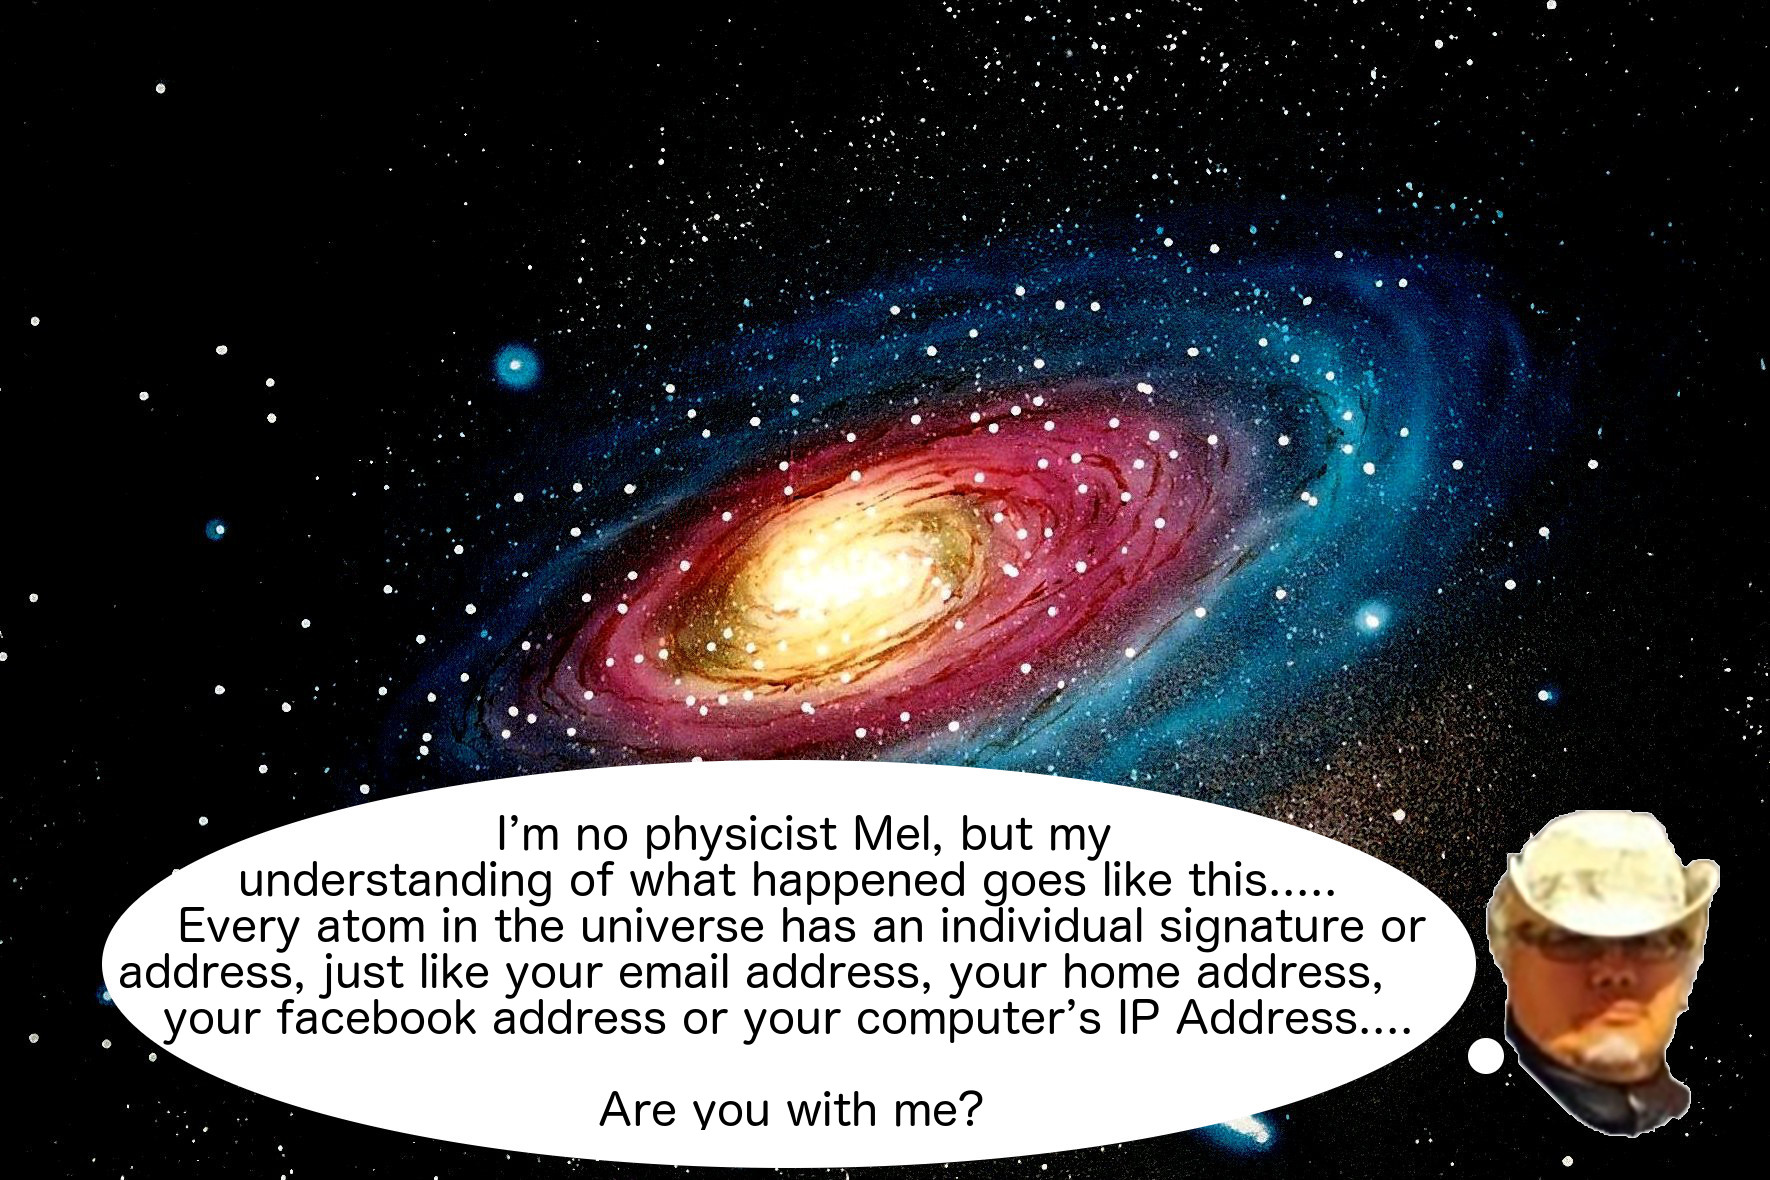 I’m no physicist Mel, but my
understanding of what happened goes like this.....
Every atom in the universe has an individual signature or
address, just like your email address, your home address,
your facebook address or your computer’s IP Address....
Are you with me?